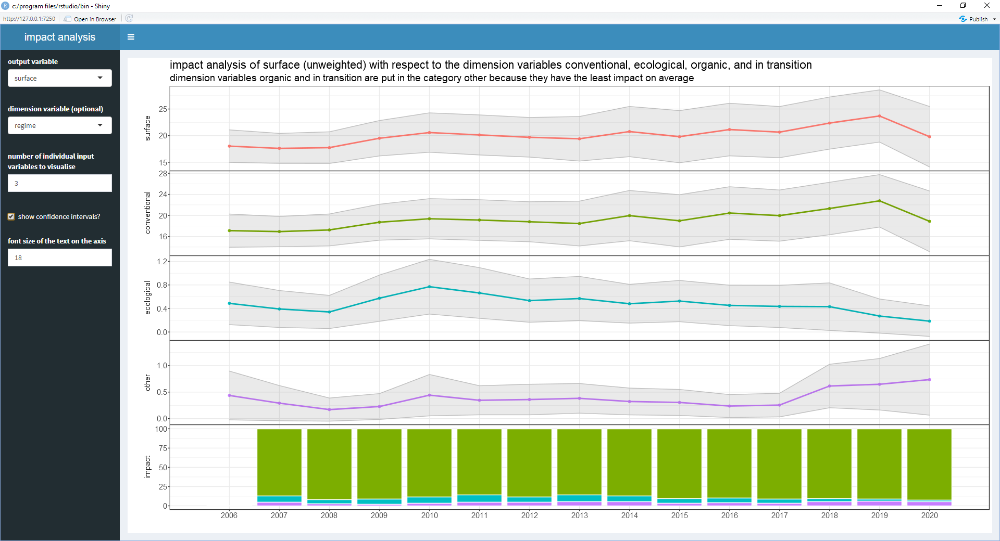 R c:/program files/rstudio/bin - Shiny
http://127.0.0.1:7250 Open in Browser Publish
impact analysis
output variable
surface
dimension variable (optional)
regime
number of individual input
variables to visualise
3
show confidence intervals?
font size of the text on the axis
18
impact analysis of surface (unweighted) with respect to the dimension variables conventional, ecological, organic, and in transition
dimension variables organic and in transition are put in the category other because they have the least impact on average
surface
25
20
15
conventional
28
24
20
16
ecological
1.2
0.8
0.4
0.0
other
1.0
0.5
0.0
impact
100
75
50
25
0
2006 2007 2008 2009 2010 2011 2012 2013 2014 2015 2016 2017 2018 2019 2020